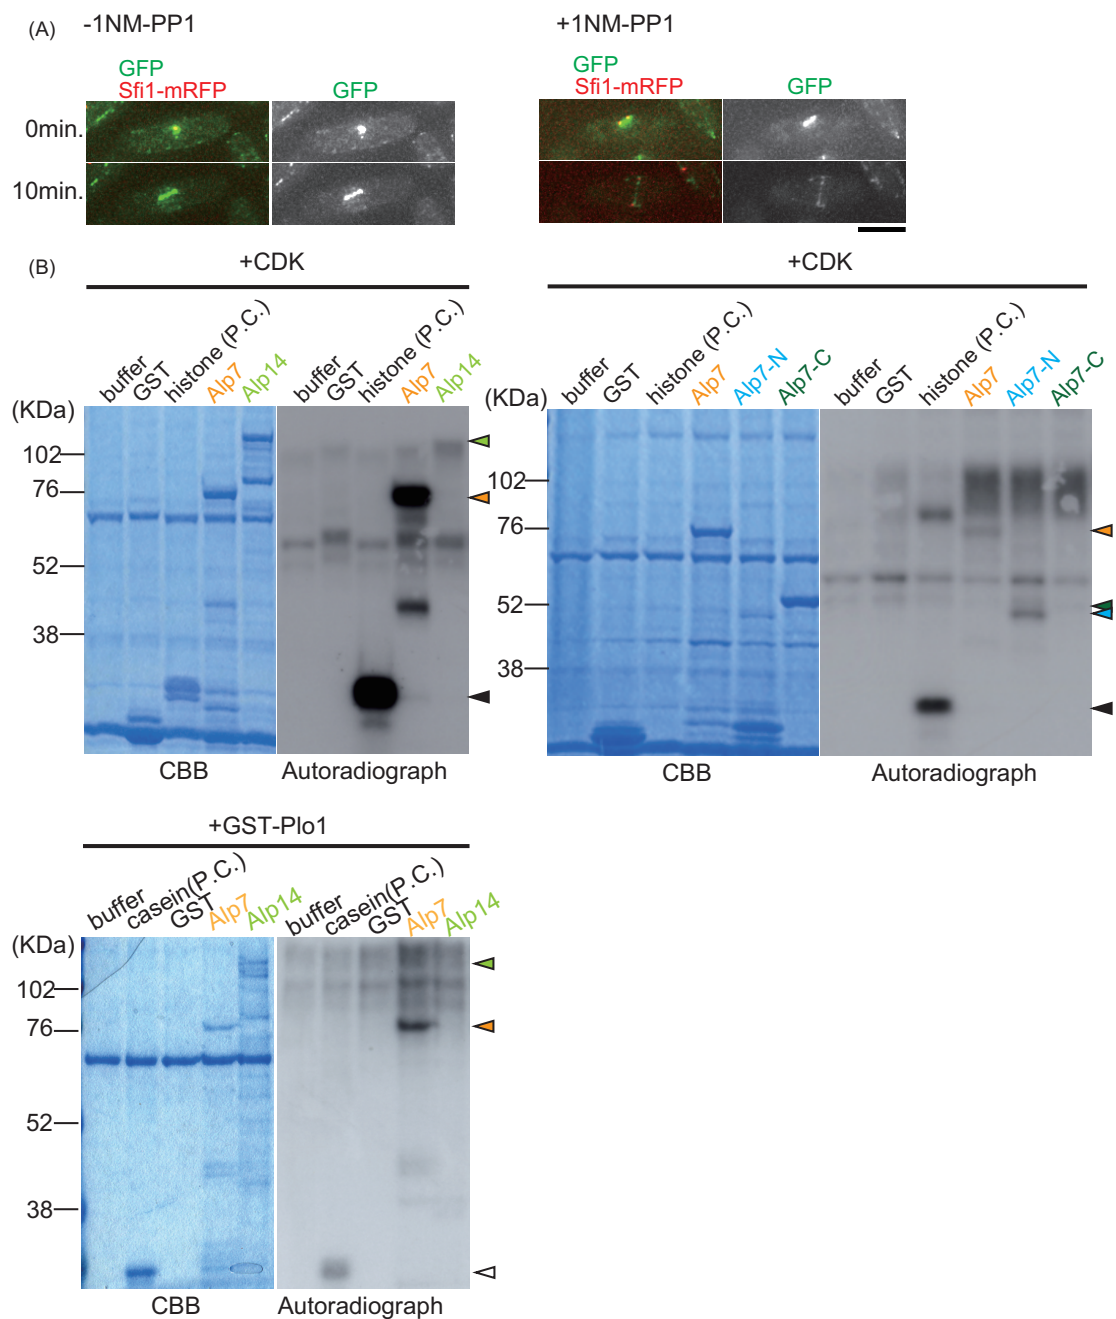 (A) -1NM-PP1 +1NM-PP1
GFP GFP
Sfi1-mRFP GFP Sfi1-mRFP GFP
0min.
10min.
(B) +CDK +CDK
buffer GST histone (P.C.) Alp7 Alp14 buffer GST histone (P.C.) Alp7 Alp14
buffer GST histone (P.C.) Alp7 Alp7-N Alp7-C buffer GST histone (P.C.) Alp7 Alp7-N Alp7-C
(KDa) (KDa)
102 102
76 76
52 52
38 38
CBB Autoradiograph CBB Autoradiograph
+GST-Plo1
buffer casein(P.C.) GST Alp7 Alp14 buffer casein(P.C.) GST Alp7 Alp14
(KDa)
102
76
52
38
CBB Autoradiograph